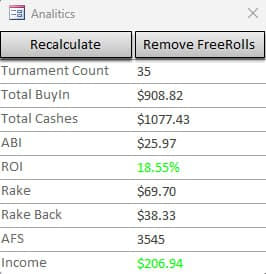 Analitics
Recalculate Remove FreeRolls
Turnament Count 35
Total BuyIn $908.82
Total Cashes $1077.43
ABI $25.97
ROI 18.55%
Rake $69.70
Rake Back $38.33
AFS 3545
Income $206.94